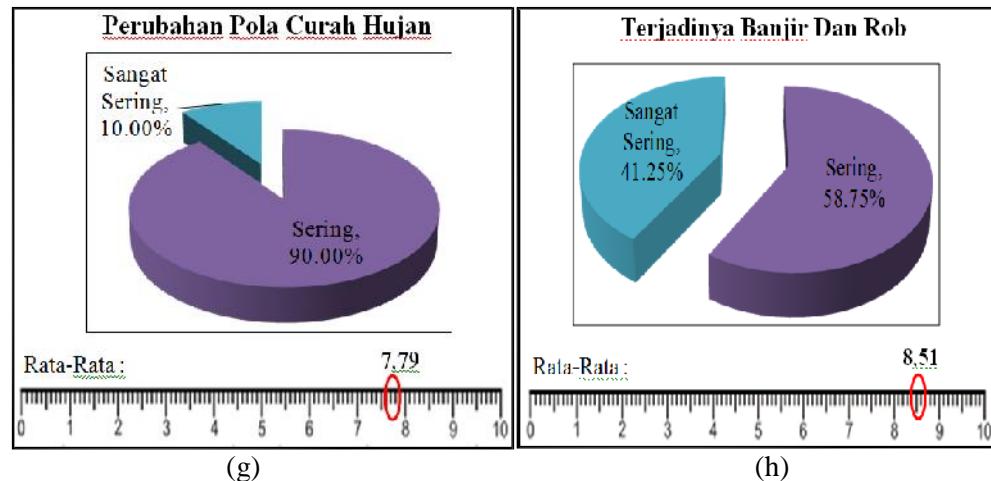 Perubahan Pola Curah Hujan
Sangat
Sering,
10.00%
Sering,
90.00%
Rata-Rata :
7,79
0 1 2 3 4 5 6 7 8 9 10
(g)
Terjadinya Banjir Dan Rob
Sangat
Sering,
41.25%
Sering,
58.75%
Rata-Rata :
8,51
0 1 2 3 4 5 6 7 8 9 10
(h)